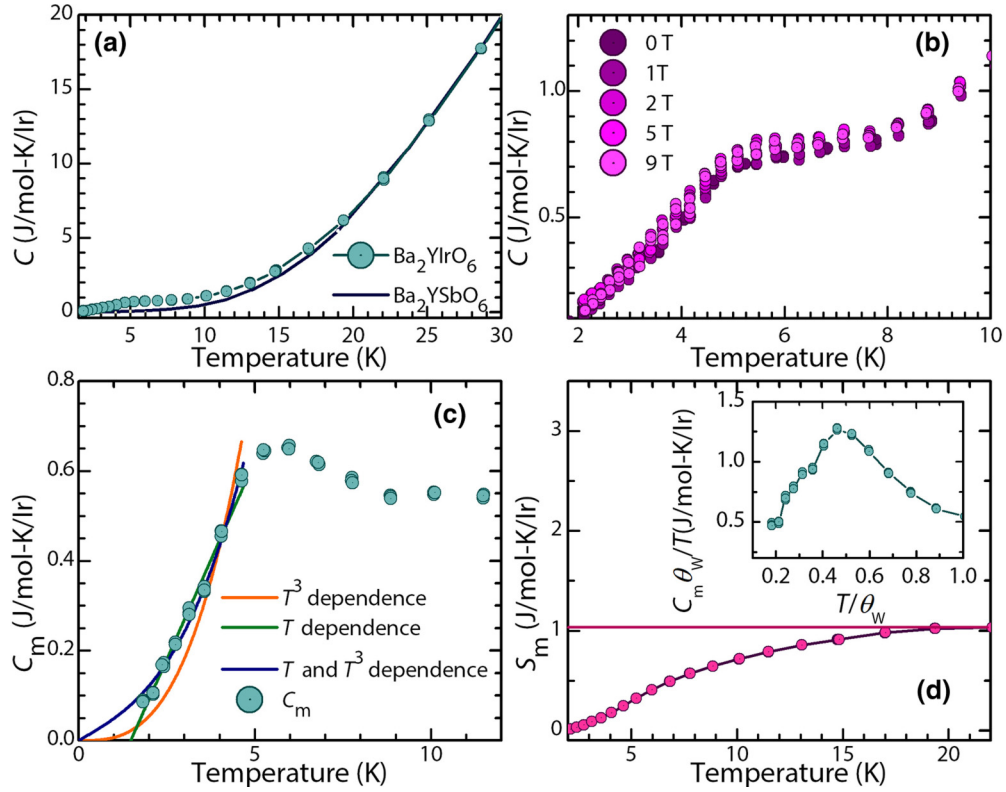 (a)
20
15
10
5
0
C (J/mol-K/Ir)
Ba₂YIrO₆
Ba₂YSbO₆
5 10 15 20 25 30
Temperature (K)
(b)
0 T
1T
2 T
5 T
9 T
1.0
0.5
C (J/mol-K/Ir)
2 4 6 8 10
Temperature (K)
(c)
0.8
0.6
0.4
0.2
0.0
Cₘ (J/mol-K/Ir)
T³ dependence
T dependence
T and T³ dependence
Cₘ
0 5 10
Temperature (K)
3
2
1
0
Sₘ (J/mol-K/Ir)
1.5
1.0
0.5
Cₘ θ_W/T(J/mol-K/Ir)
0.2 0.4 0.6 0.8 1.0
T/θ_W
(d)
5 10 15 20
Temperature (K)